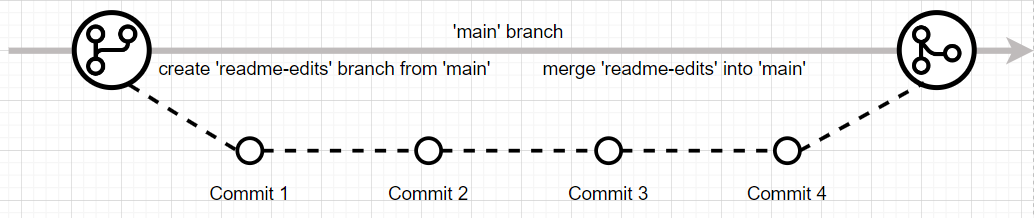 'main' branch
create 'readme-edits' branch from 'main'
merge 'readme-edits' into 'main'
Commit 1
Commit 2
Commit 3
Commit 4